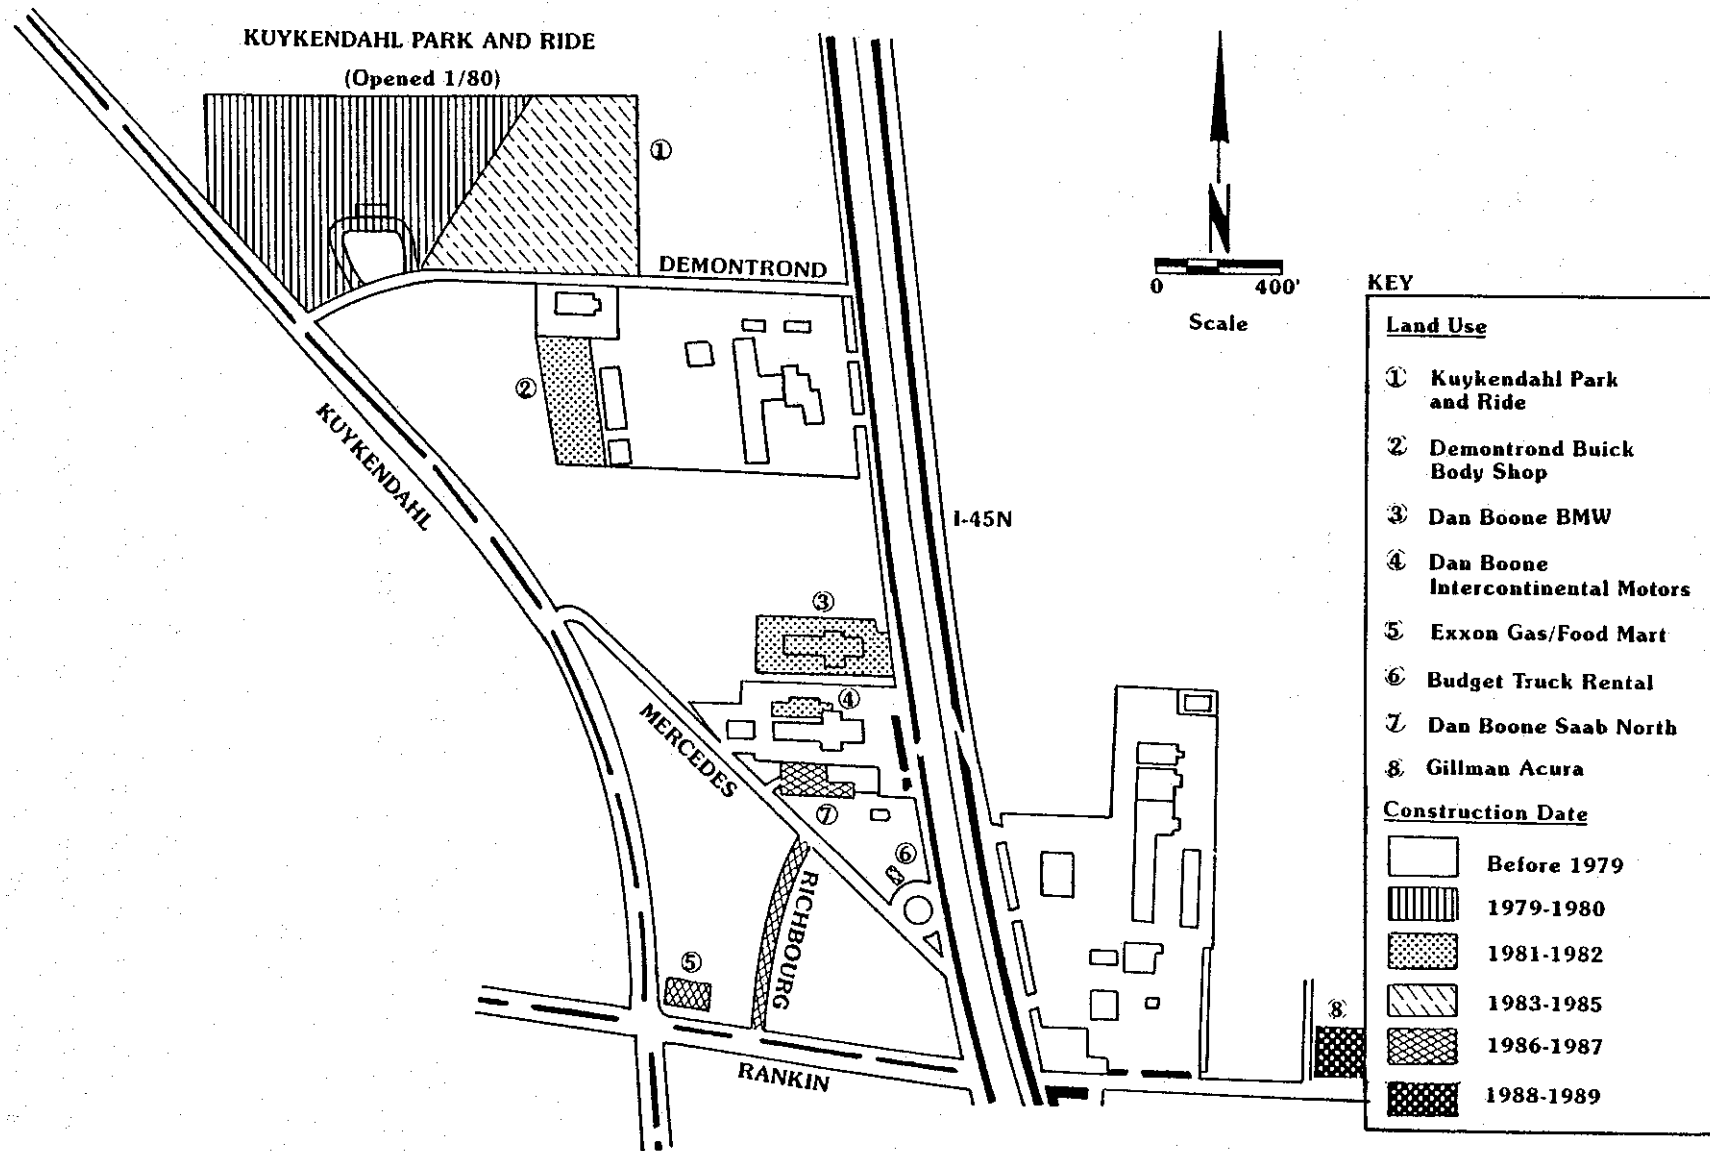 KUYKENDAHL PARK AND RIDE
(Opened 1/80)
①
DEMONTROND
N
0 400'
Scale
②
KUYKENDAHL
I-45N
③
④
MERCEDES
⑦
⑥
RICHBOURG
⑤
RANKIN
⑧
KEY
Land Use
① Kuykendahl Park
and Ride
② Demontrond Buick
Body Shop
③ Dan Boone BMW
④ Dan Boone
Intercontinental Motors
⑤ Exxon Gas/Food Mart
⑥ Budget Truck Rental
⑦ Dan Boone Saab North
⑧ Gillman Acura
Construction Date
Before 1979
1979-1980
1981-1982
1983-1985
1986-1987
1988-1989